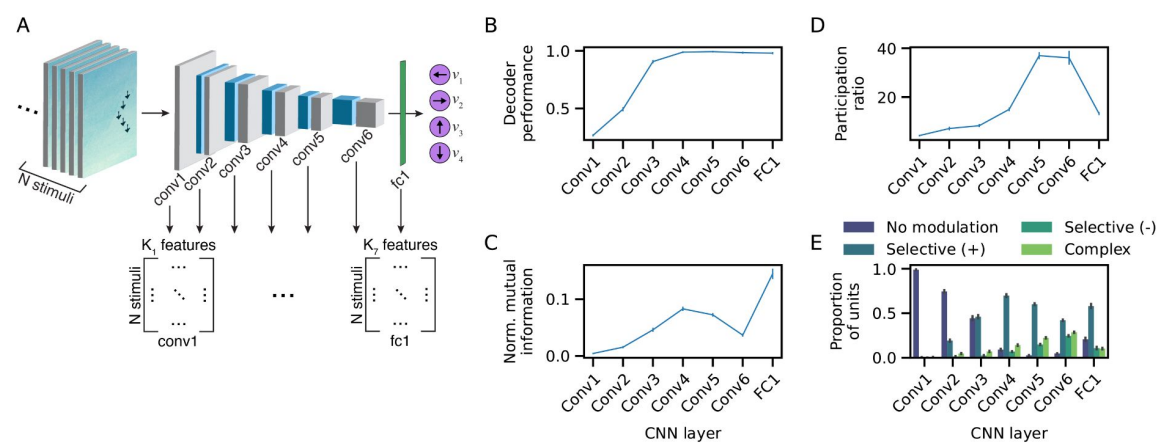 A
N stimuli
conv1
conv2
conv3
conv4
conv5
conv6
fc1
v1
v2
v3
v4
K1 features
N stimuli
conv1
...
K7 features
N stimuli
fc1
B
Decoder
performance
1.0
0.5
Conv1
Conv2
Conv3
Conv4
Conv5
Conv6
FC1
C
Norm. mutual
information
0.1
0.0
Conv1
Conv2
Conv3
Conv4
Conv5
Conv6
FC1
CNN layer
D
Participation
ratio
40
20
Conv1
Conv2
Conv3
Conv4
Conv5
Conv6
FC1
No modulation
Selective (+)
Selective (-)
Complex
E
Proportion
of units
1.0
0.5
0.0
Conv1
Conv2
Conv3
Conv4
Conv5
Conv6
FC1
CNN layer